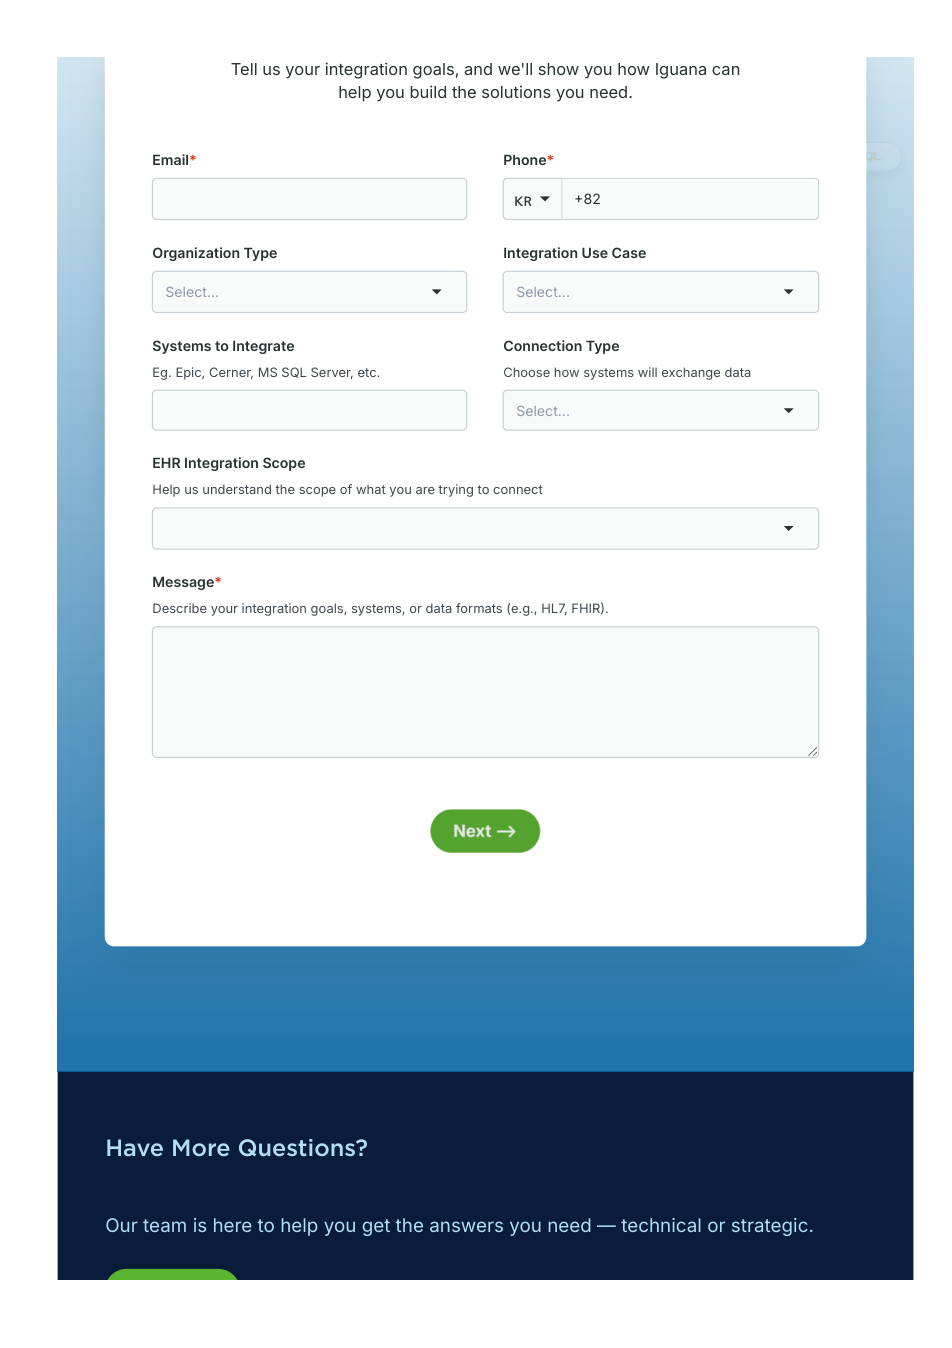 Tell us your integration goals, and we'll show you how Iguana can
help you build the solutions you need.
Email*
Phone*
KR
+82
Organization Type
Integration Use Case
Select...
Select...
Systems to Integrate
Connection Type
Eg. Epic, Cerner, MS SQL Server, etc.
Choose how systems will exchange data
Select...
EHR Integration Scope
Help us understand the scope of what you are trying to connect
Message*
Describe your integration goals, systems, or data formats (e.g., HL7, FHIR).
Next →
Have More Questions?
Our team is here to help you get the answers you need — technical or strategic.